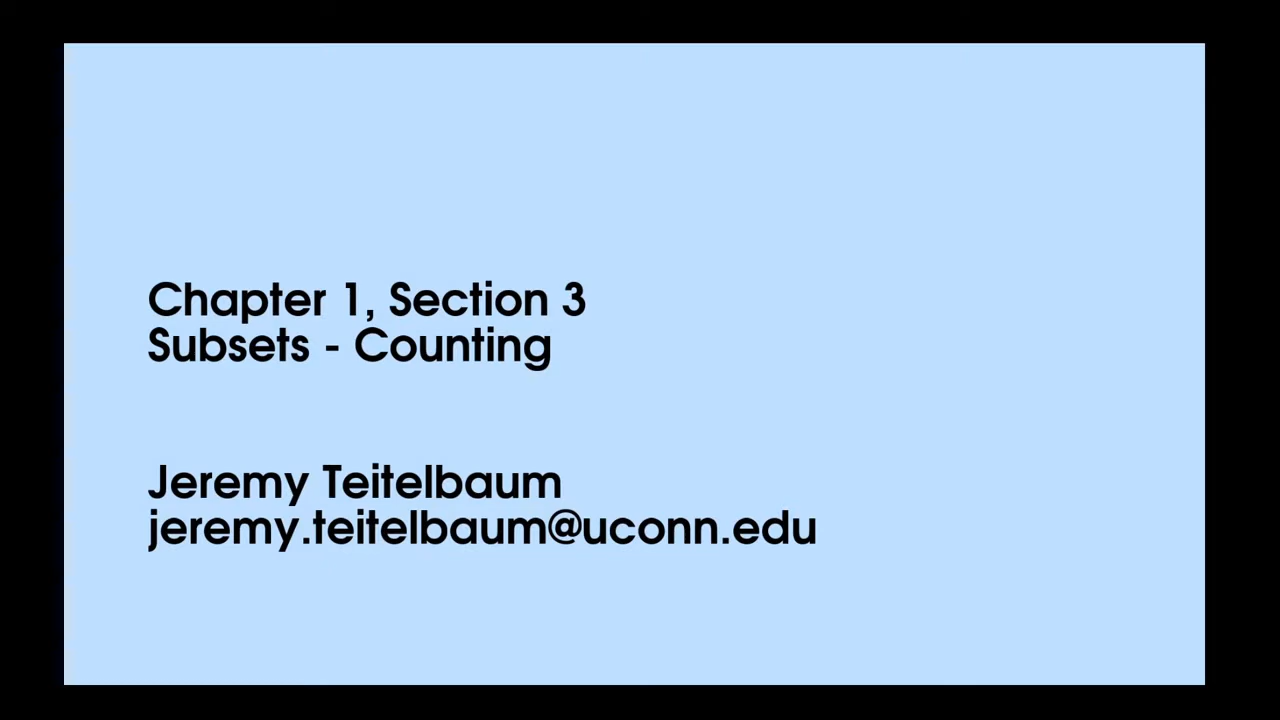 Chapter 1, Section 3
Subsets - Counting
Jeremy Teitelbaum
jeremy.teitelbaum@uconn.edu